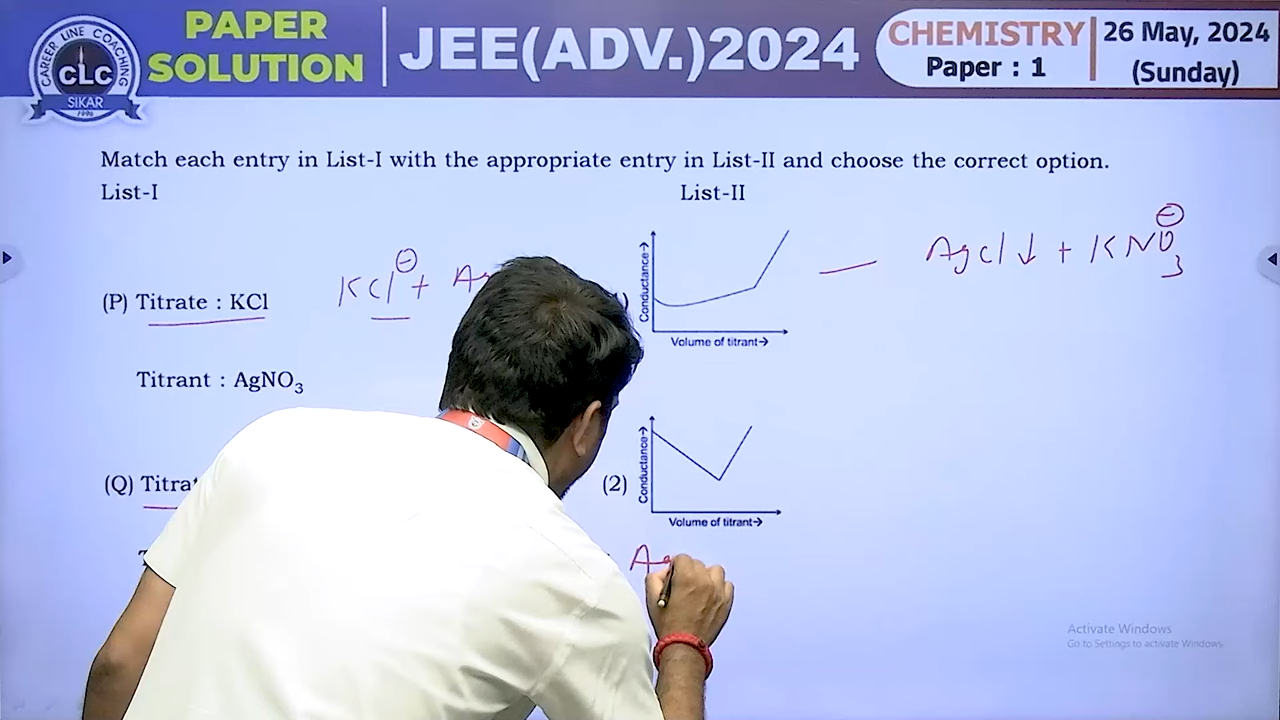 CAREER LINE COACHING
CLC
SIKAR
1996
PAPER
SOLUTION
JEE(ADV.)2024
CHEMISTRY
Paper : 1
26 May, 2024
(Sunday)
Match each entry in List-I with the appropriate entry in List-II and choose the correct option.
List-I
List-II
(P) Titrate : KCl
KCl⊖ +
AgCl↓ + KNO₃⊖
Conductance→
Volume of titrant→
Titrant : AgNO₃
(Q)
(2)
Conductance→
Volume of titrant→
Activate Windows
Go to Settings to activate Windows.